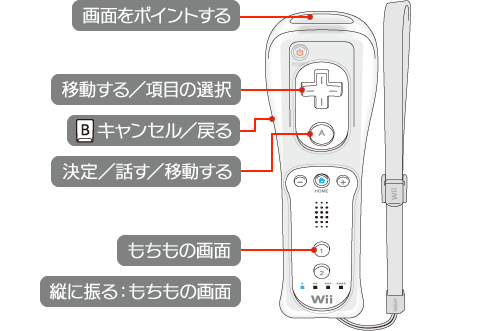 画面をポイントする
移動する／項目の選択
B キャンセル／戻る
A
決定／話す／移動する
HOME
もちもの画面
1
2
縦に振る：もちもの画面
Wii
Wii